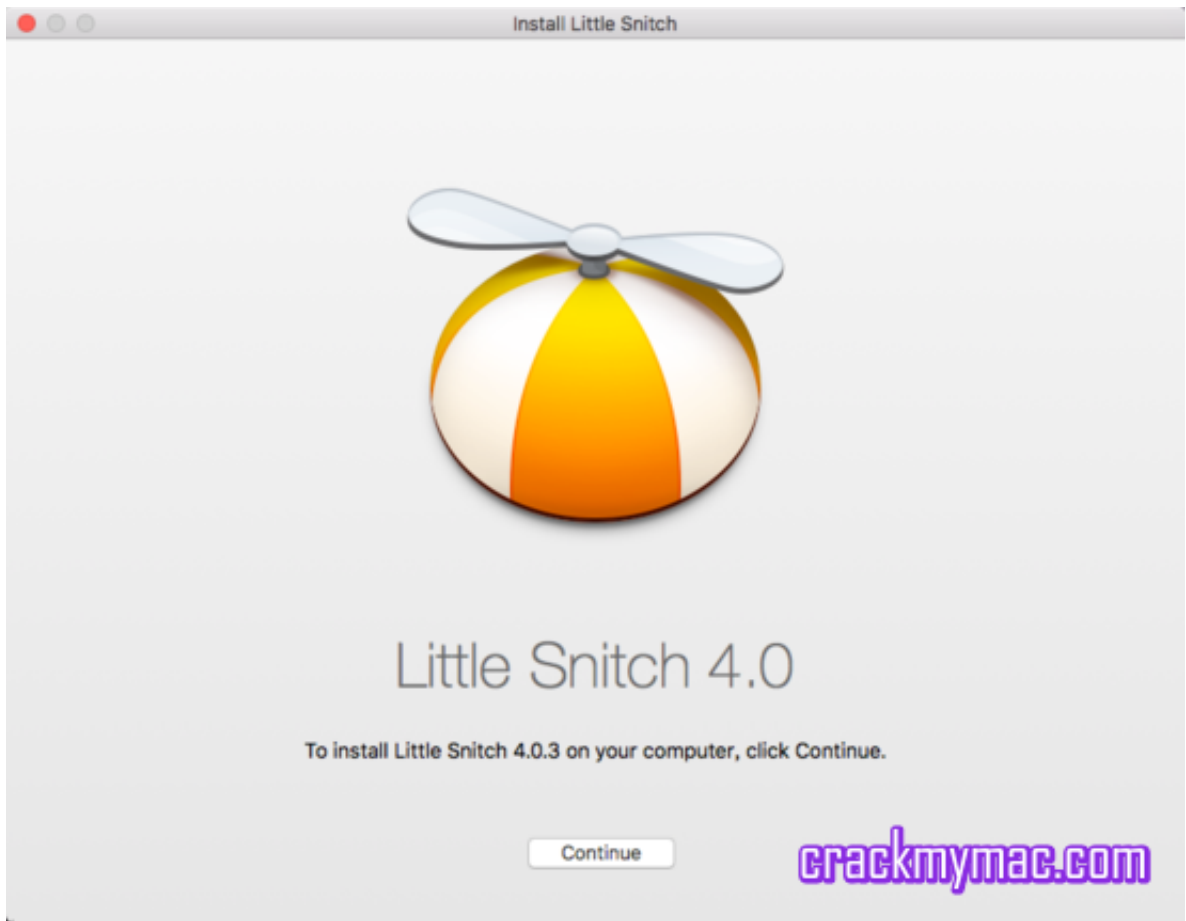 Install Little Snitch
Little Snitch 4.0
To install Little Snitch 4.0.3 on your computer, click Continue.
Continue
crackmymac.com